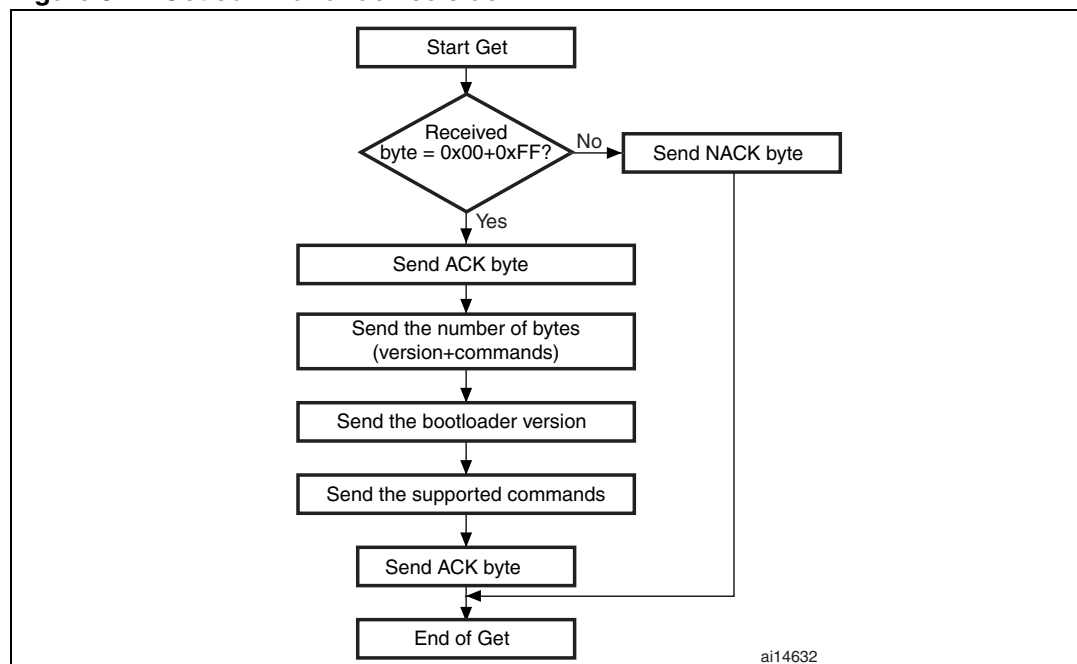 Start Get
Received
byte = 0x00+0xFF?
No
Send NACK byte
Yes
Send ACK byte
Send the number of bytes
(version+commands)
Send the bootloader version
Send the supported commands
Send ACK byte
End of Get
ai14632